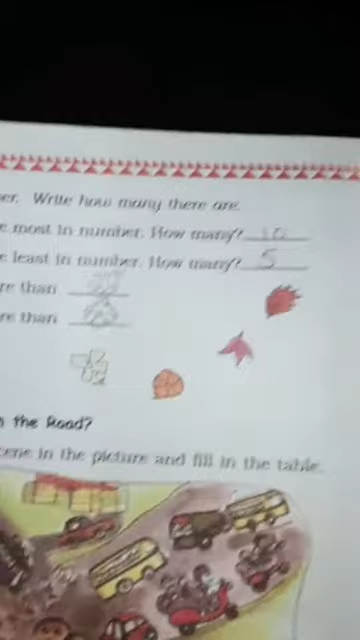 er. Write how many there are.
e most in number. How many? 10
e least in number. How many? 5
re than
re than
the Road?
cene in the picture and fill in the table.